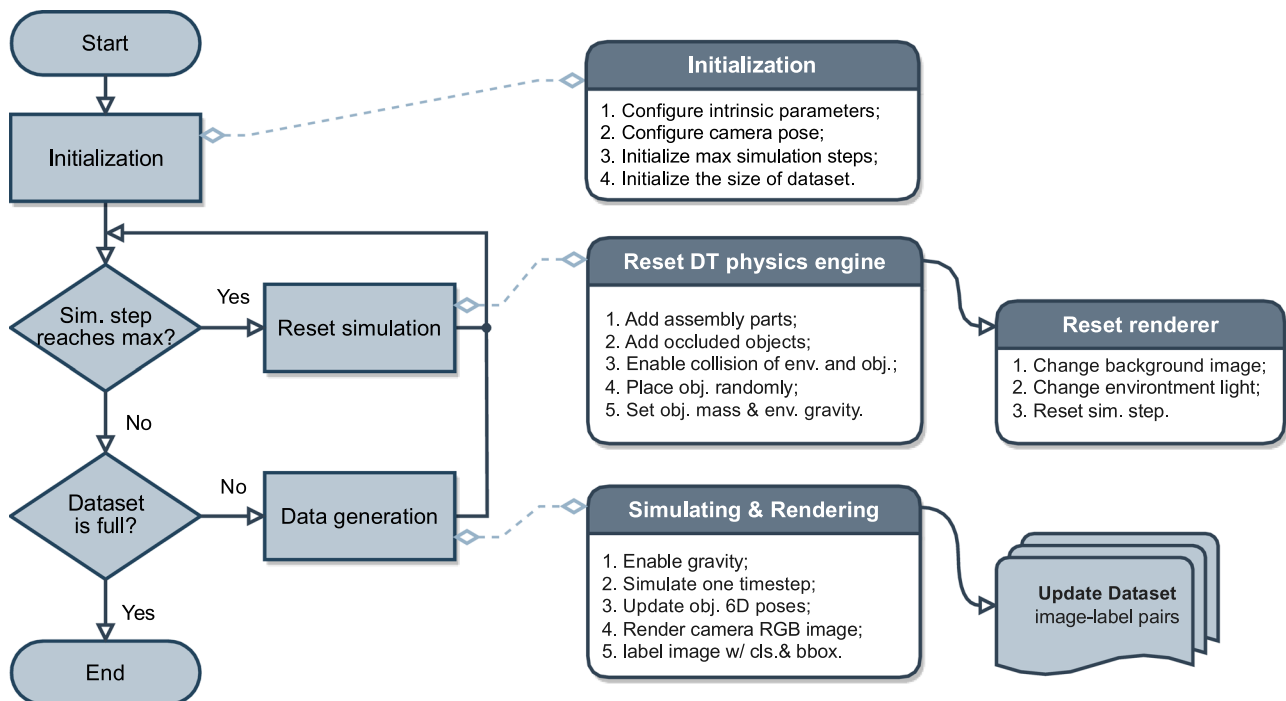 Start
Initialization
Sim. step
reaches max?
Yes
Reset simulation
No
Dataset
is full?
No
Data generation
Yes
End
Initialization
1. Configure intrinsic parameters;
2. Configure camera pose;
3. Initialize max simulation steps;
4. Initialize the size of dataset.
Reset DT physics engine
1. Add assembly parts;
2. Add occluded objects;
3. Enable collision of env. and obj.;
4. Place obj. randomly;
5. Set obj. mass & env. gravity.
Reset renderer
1. Change background image;
2. Change environtment light;
3. Reset sim. step.
Simulating & Rendering
1. Enable gravity;
2. Simulate one timestep;
3. Update obj. 6D poses;
4. Render camera RGB image;
5. label image w/ cls.& bbox.
Update Dataset
image-label pairs